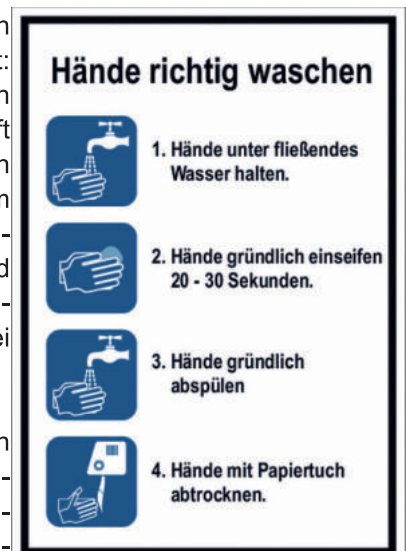 Hände richtig waschen
1. Hände unter fließendes
Wasser halten.
2. Hände gründlich einseifen
20 - 30 Sekunden.
3. Hände gründlich
abspülen
4. Hände mit Papiertuch
abtrocknen.